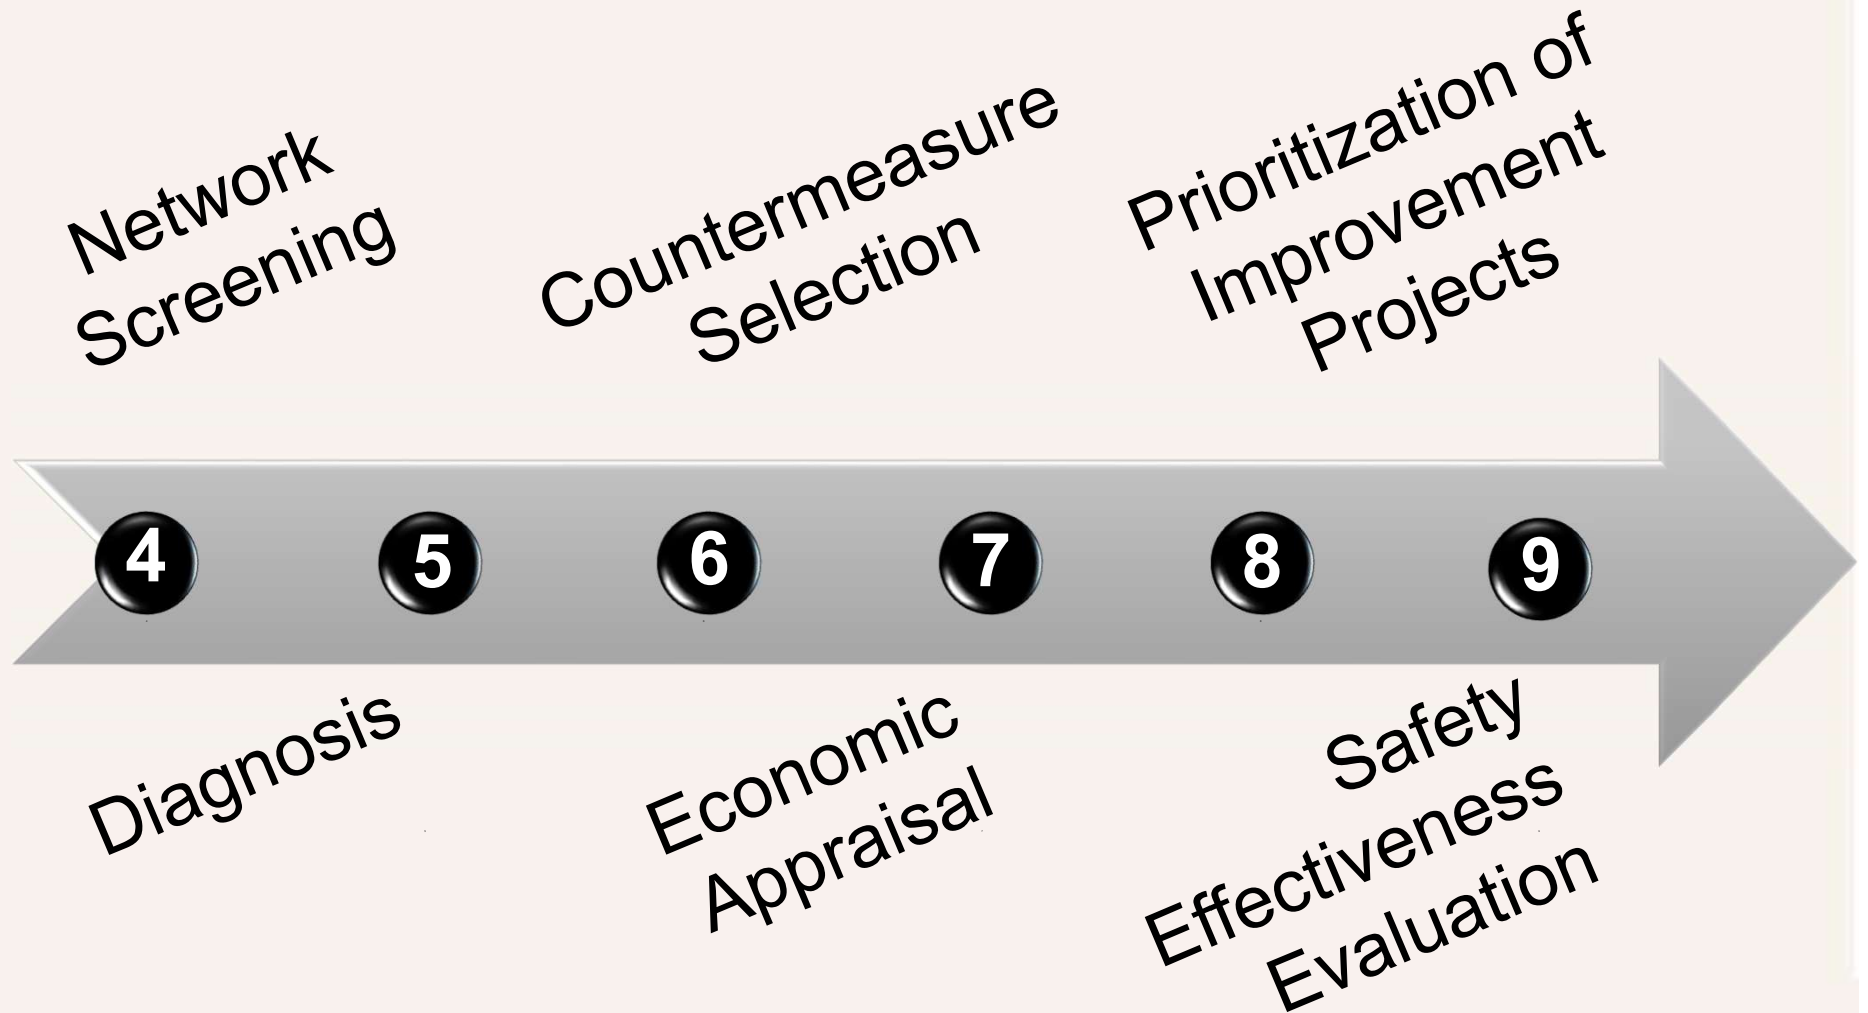 Network
Screening
Countermeasure
Selection
Prioritization of
Improvement
Projects
4
5
6
7
8
9
Diagnosis
Economic
Appraisal
Safety
Effectiveness
Evaluation